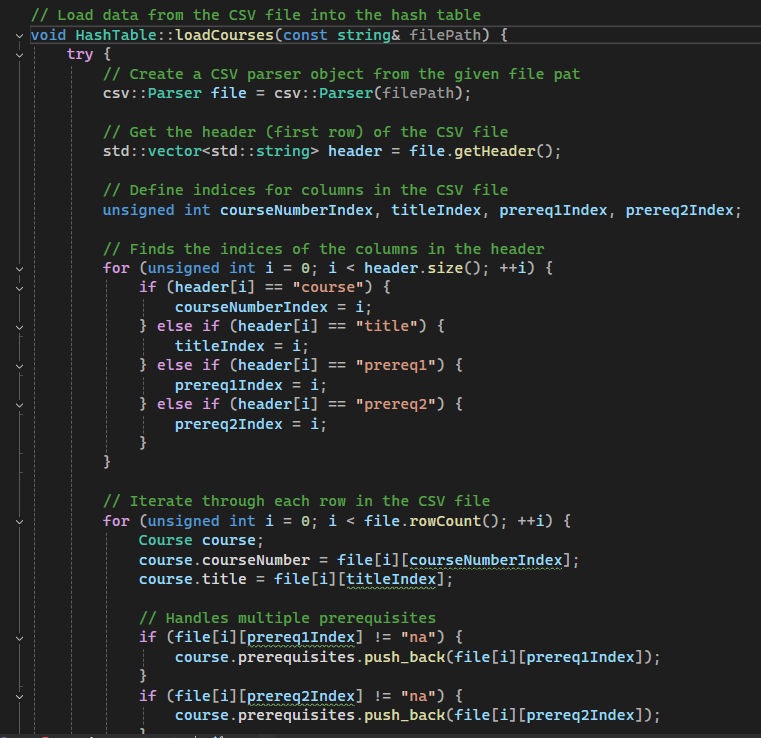 // Load data from the CSV file into the hash table
void HashTable::loadCourses(const string& filePath) {
try {
// Create a CSV parser object from the given file pat
csv::Parser file = csv::Parser(filePath);
// Get the header (first row) of the CSV file
std::vector<std::string> header = file.getHeader();
// Define indices for columns in the CSV file
unsigned int courseNumberIndex, titleIndex, prereq1Index, prereq2Index;
// Finds the indices of the columns in the header
for (unsigned int i = 0; i < header.size(); ++i) {
if (header[i] == "course") {
courseNumberIndex = i;
} else if (header[i] == "title") {
titleIndex = i;
} else if (header[i] == "prereq1") {
prereq1Index = i;
} else if (header[i] == "prereq2") {
prereq2Index = i;
}
}
// Iterate through each row in the CSV file
for (unsigned int i = 0; i < file.rowCount(); ++i) {
Course course;
course.courseNumber = file[i][courseNumberIndex];
course.title = file[i][titleIndex];
// Handles multiple prerequisites
if (file[i][prereq1Index] != "na") {
course.prerequisites.push_back(file[i][prereq1Index]);
}
if (file[i][prereq2Index] != "na") {
course.prerequisites.push_back(file[i][prereq2Index]);